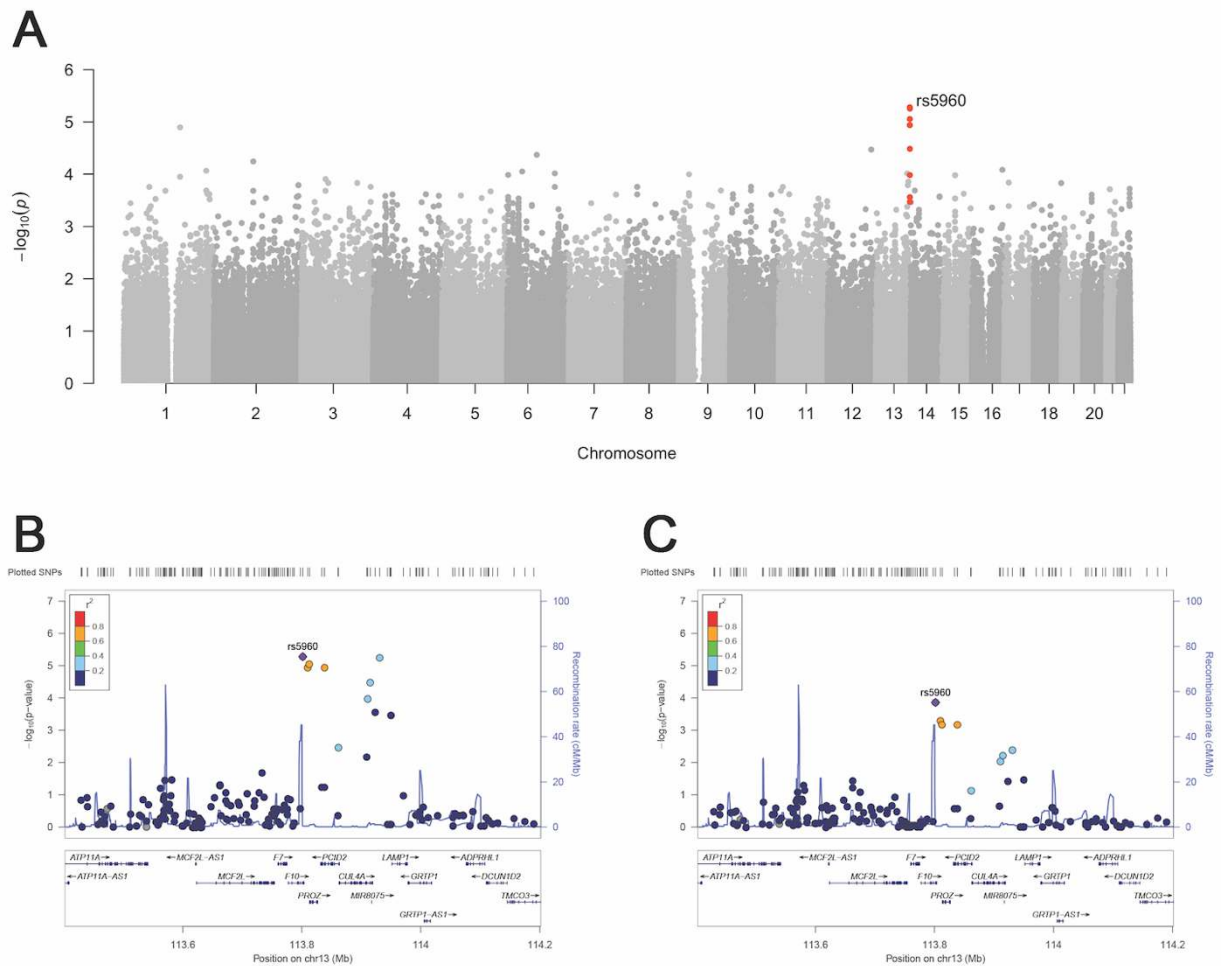 A
6
5
4
3
2
1
0
−log10(p)
rs5960
1 2 3 4 5 6 7 8 9 10 11 12 13 14 15 16 18 20
Chromosome
B
Plotted SNPs
7
6
5
4
3
2
1
0
−log10(p−value)
r2
0.8
0.6
0.4
0.2
rs5960
100
80
60
40
20
0
Recombination rate (cM/Mb)
ATP11A MCF2L−AS1 F7 PCID2 LAMP1 ADPRHL1
ATP11A−AS1 MCF2L F10 CUL4A GRTP1 DCUN1D2
PROZ MIR8075 TMCO3
GRTP1−AS1
113.6 113.8 114 114.2
Position on chr13 (Mb)
C
Plotted SNPs
7
6
5
4
3
2
1
0
−log10(p−value)
r2
0.8
0.6
0.4
0.2
rs5960
100
80
60
40
20
0
Recombination rate (cM/Mb)
ATP11A MCF2L−AS1 F7 PCID2 LAMP1 ADPRHL1
ATP11A−AS1 MCF2L F10 CUL4A GRTP1 DCUN1D2
PROZ MIR8075 TMCO3
GRTP1−AS1
113.6 113.8 114 114.2
Position on chr13 (Mb)